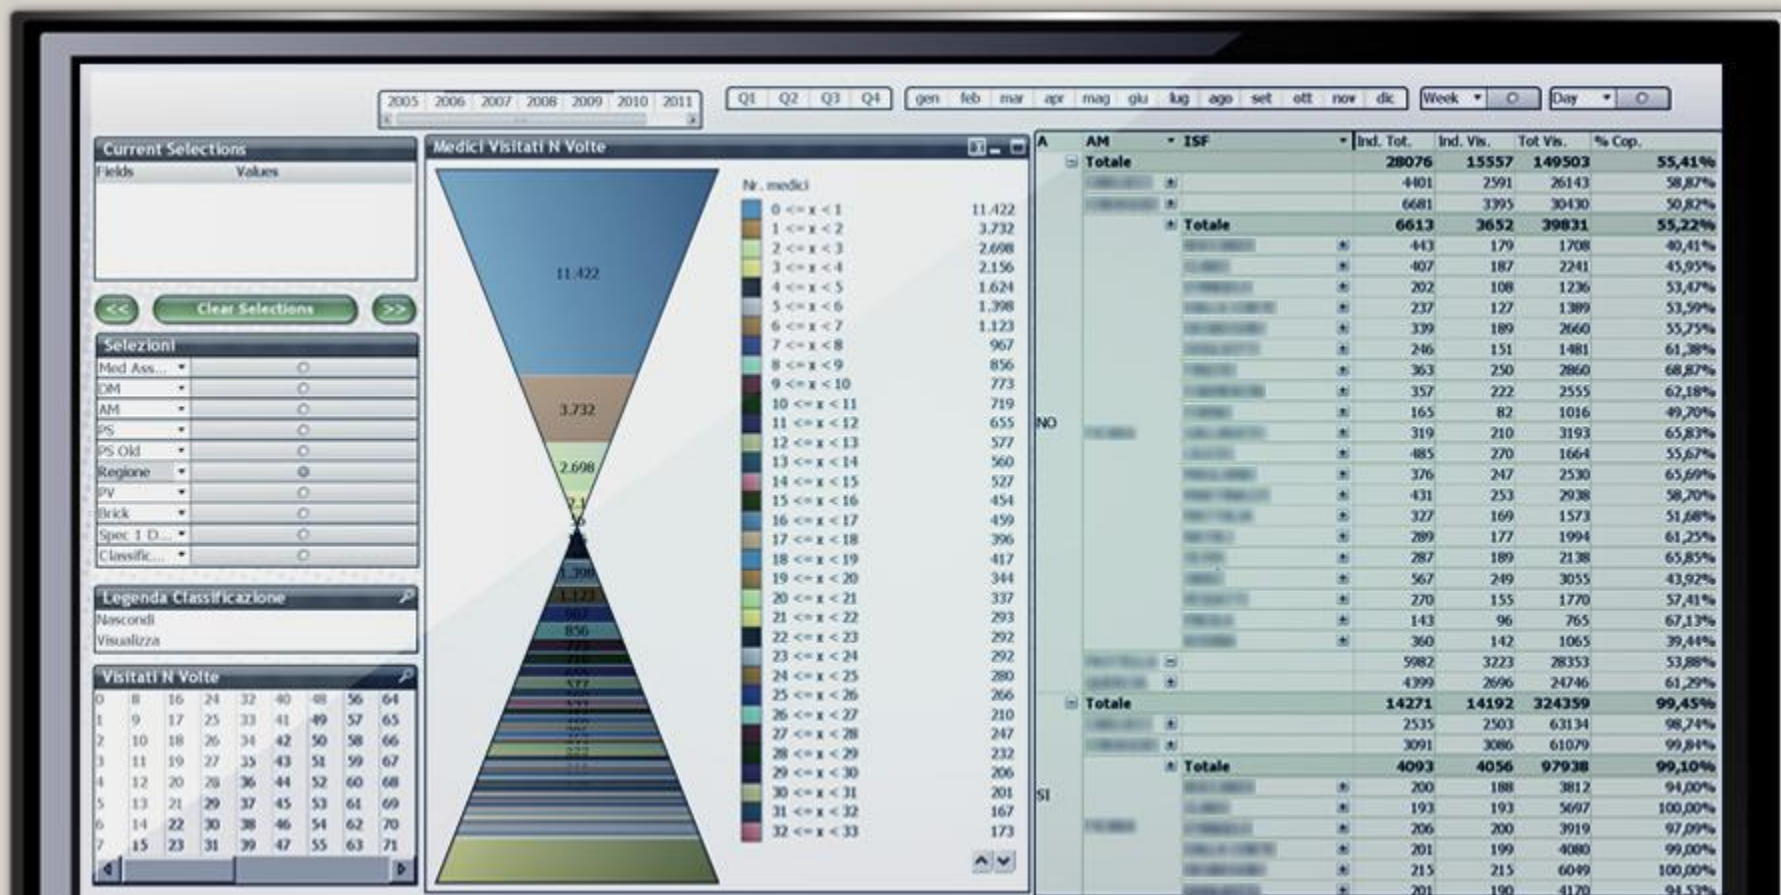 2005 2006 2007 2008 2009 2010 2011
Q1 Q2 Q3 Q4
gen feb mar apr mag giu lug ago set ott nov dic
Week Day
Current Selections
Fields Values
<< Clear Selections >>
Selezioni
Med Ass...
DM
AM
PS
PS Old
Regione
PV
Brick
Spec 1 D...
Classific...
Legenda Classificazione
Nascondi
Visualizza
Visitati N Volte
0 8 16 24 32 40 48 56 64
1 9 17 25 33 41 49 57 65
2 10 18 26 34 42 50 58 66
3 11 19 27 35 43 51 59 67
4 12 20 28 36 44 52 60 68
5 13 21 29 37 45 53 61 69
6 14 22 30 38 46 54 62 70
7 15 23 31 39 47 55 63 71
Medici Visitati N Volte
11.422
3.732
2.698
1.398
1.123
967
856
577
Nr. medici
0 <= x < 1 11.422
1 <= x < 2 3.732
2 <= x < 3 2.698
3 <= x < 4 2.156
4 <= x < 5 1.624
5 <= x < 6 1.398
6 <= x < 7 1.123
7 <= x < 8 967
8 <= x < 9 856
9 <= x < 10 773
10 <= x < 11 719
11 <= x < 12 655
12 <= x < 13 577
13 <= x < 14 560
14 <= x < 15 527
15 <= x < 16 454
16 <= x < 17 459
17 <= x < 18 396
18 <= x < 19 417
19 <= x < 20 344
20 <= x < 21 337
21 <= x < 22 293
22 <= x < 23 292
23 <= x < 24 292
24 <= x < 25 280
25 <= x < 26 266
26 <= x < 27 210
27 <= x < 28 247
28 <= x < 29 232
29 <= x < 30 206
30 <= x < 31 201
31 <= x < 32 167
32 <= x < 33 173
A AM ISF Ind. Tot. Ind. Vis. Tot Vis. % Cop.
Totale 28076 15557 149503 55,41%
4401 2591 26143 58,87%
6681 3395 30430 50,82%
Totale 6613 3652 39831 55,22%
443 179 1708 40,41%
407 187 2241 45,95%
202 108 1236 53,47%
237 127 1389 53,59%
339 189 2660 55,75%
246 151 1481 61,38%
363 250 2860 68,87%
357 222 2555 62,18%
165 82 1016 49,70%
NO 319 210 3193 65,83%
485 270 1664 55,67%
376 247 2530 65,69%
431 253 2938 58,70%
327 169 1573 51,68%
289 177 1994 61,25%
287 189 2138 65,85%
567 249 3055 43,92%
270 155 1770 57,41%
143 96 765 67,13%
360 142 1065 39,44%
5982 3223 28353 53,88%
4399 2696 24746 61,29%
Totale 14271 14192 324359 99,45%
2535 2503 63134 98,74%
3091 3086 61079 99,84%
Totale 4093 4056 97938 99,10%
SI 200 188 3812 94,00%
193 193 5697 100,00%
206 200 3919 97,09%
201 199 4080 99,00%
215 215 6049 100,00%
201 190 4170 94,53%